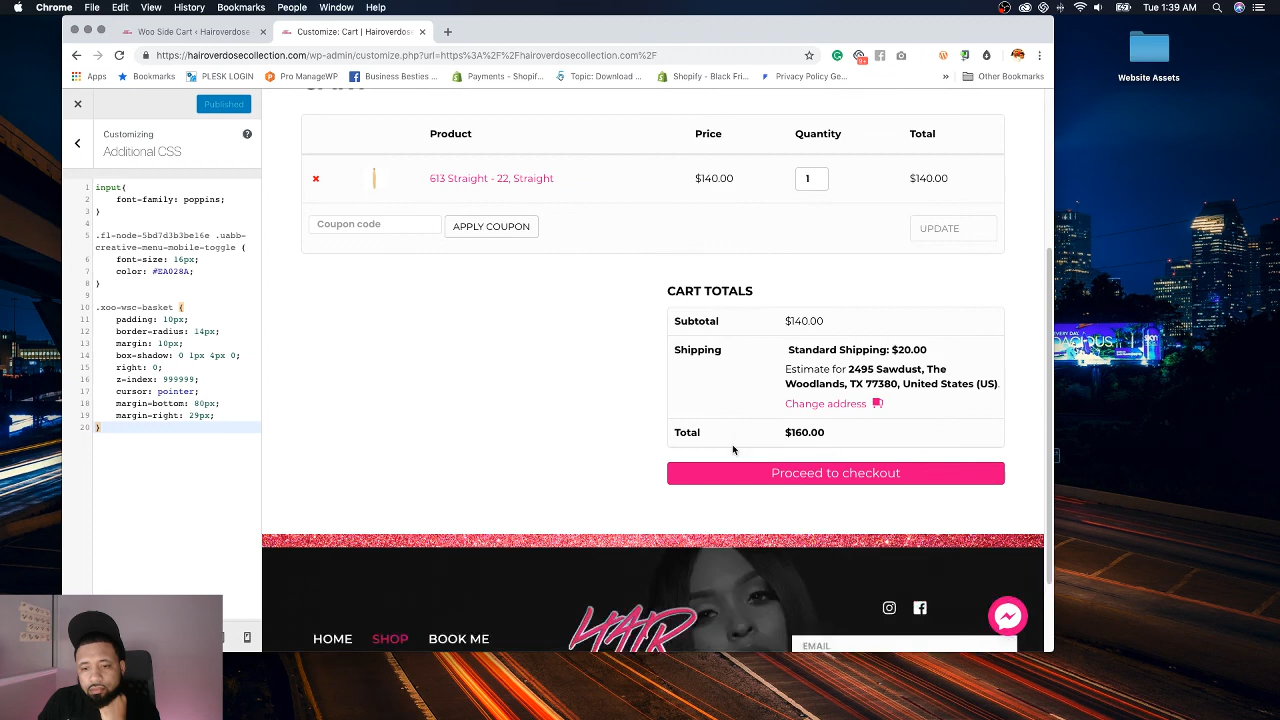 Chrome File Edit View History Bookmarks People Window Help
Tue 1:39 AM
Woo Side Cart ‹ Hairoverdose
Customize: Cart | Hairoverdose
https://hairoverdosecollection.com/wp-admin/customize.php?url=https%3A%2F%2Fhairoverdosecollection.com%2F
Apps Bookmarks PLESK LOGIN Pro ManageWP Business Besties ... Payments - Shopif... Topic: Download ... Shopify - Black Fri... Privacy Policy Ge... » Other Bookmarks
Website Assets
Published
Customizing
Additional CSS
1 input{
2 font-family: poppins;
3 }
4
5 .fl-node-5bd7d3b3be16e .uabb-
creative-menu-mobile-toggle {
6 font-size: 16px;
7 color: #EA028A;
8 }
9
10 .xoo-wsc-basket {
11 padding: 10px;
12 border-radius: 14px;
13 margin: 10px;
14 box-shadow: 0 1px 4px 0;
15 right: 0;
16 z-index: 999999;
17 cursor: pointer;
18 margin-bottom: 80px;
19 margin-right: 29px;
20 }
Product Price Quantity Total
613 Straight - 22, Straight $140.00 1 $140.00
Coupon code APPLY COUPON UPDATE
CART TOTALS
Subtotal $140.00
Shipping Standard Shipping: $20.00
Estimate for 2495 Sawdust, The
Woodlands, TX 77380, United States (US).
Change address
Total $160.00
Proceed to checkout
HOME SHOP BOOK ME
HAIR
EMAIL